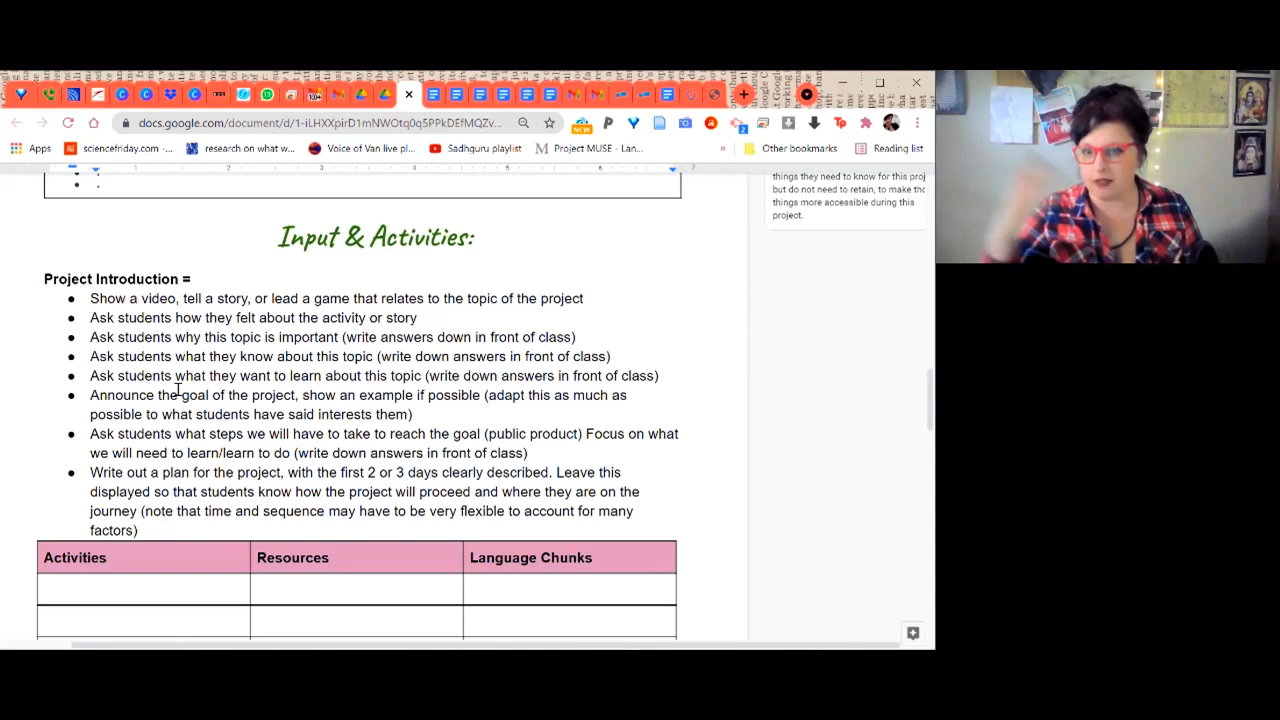 100+
docs.google.com/document/d/1-iLHXXpirD1mNWOtq0q5PPkDEfMQZv...
NEW
2
Apps
sciencefriday.com...
research on what w...
Voice of Van live pl...
Sadhguru playlist
Project MUSE - Lan...
»
Other bookmarks
Reading list
1 2 3 4 5 6 7
things they need to know for this proj
but do not need to retain, to make the
things more accessible during this
project.
Input & Activities:
Project Introduction =
● Show a video, tell a story, or lead a game that relates to the topic of the project
● Ask students how they felt about the activity or story
● Ask students why this topic is important (write answers down in front of class)
● Ask students what they know about this topic (write down answers in front of class)
● Ask students what they want to learn about this topic (write down answers in front of class)
● Announce the goal of the project, show an example if possible (adapt this as much as
possible to what students have said interests them)
● Ask students what steps we will have to take to reach the goal (public product) Focus on what
we will need to learn/learn to do (write down answers in front of class)
● Write out a plan for the project, with the first 2 or 3 days clearly described. Leave this
displayed so that students know how the project will proceed and where they are on the
journey (note that time and sequence may have to be very flexible to account for many
factors)
Activities Resources Language Chunks